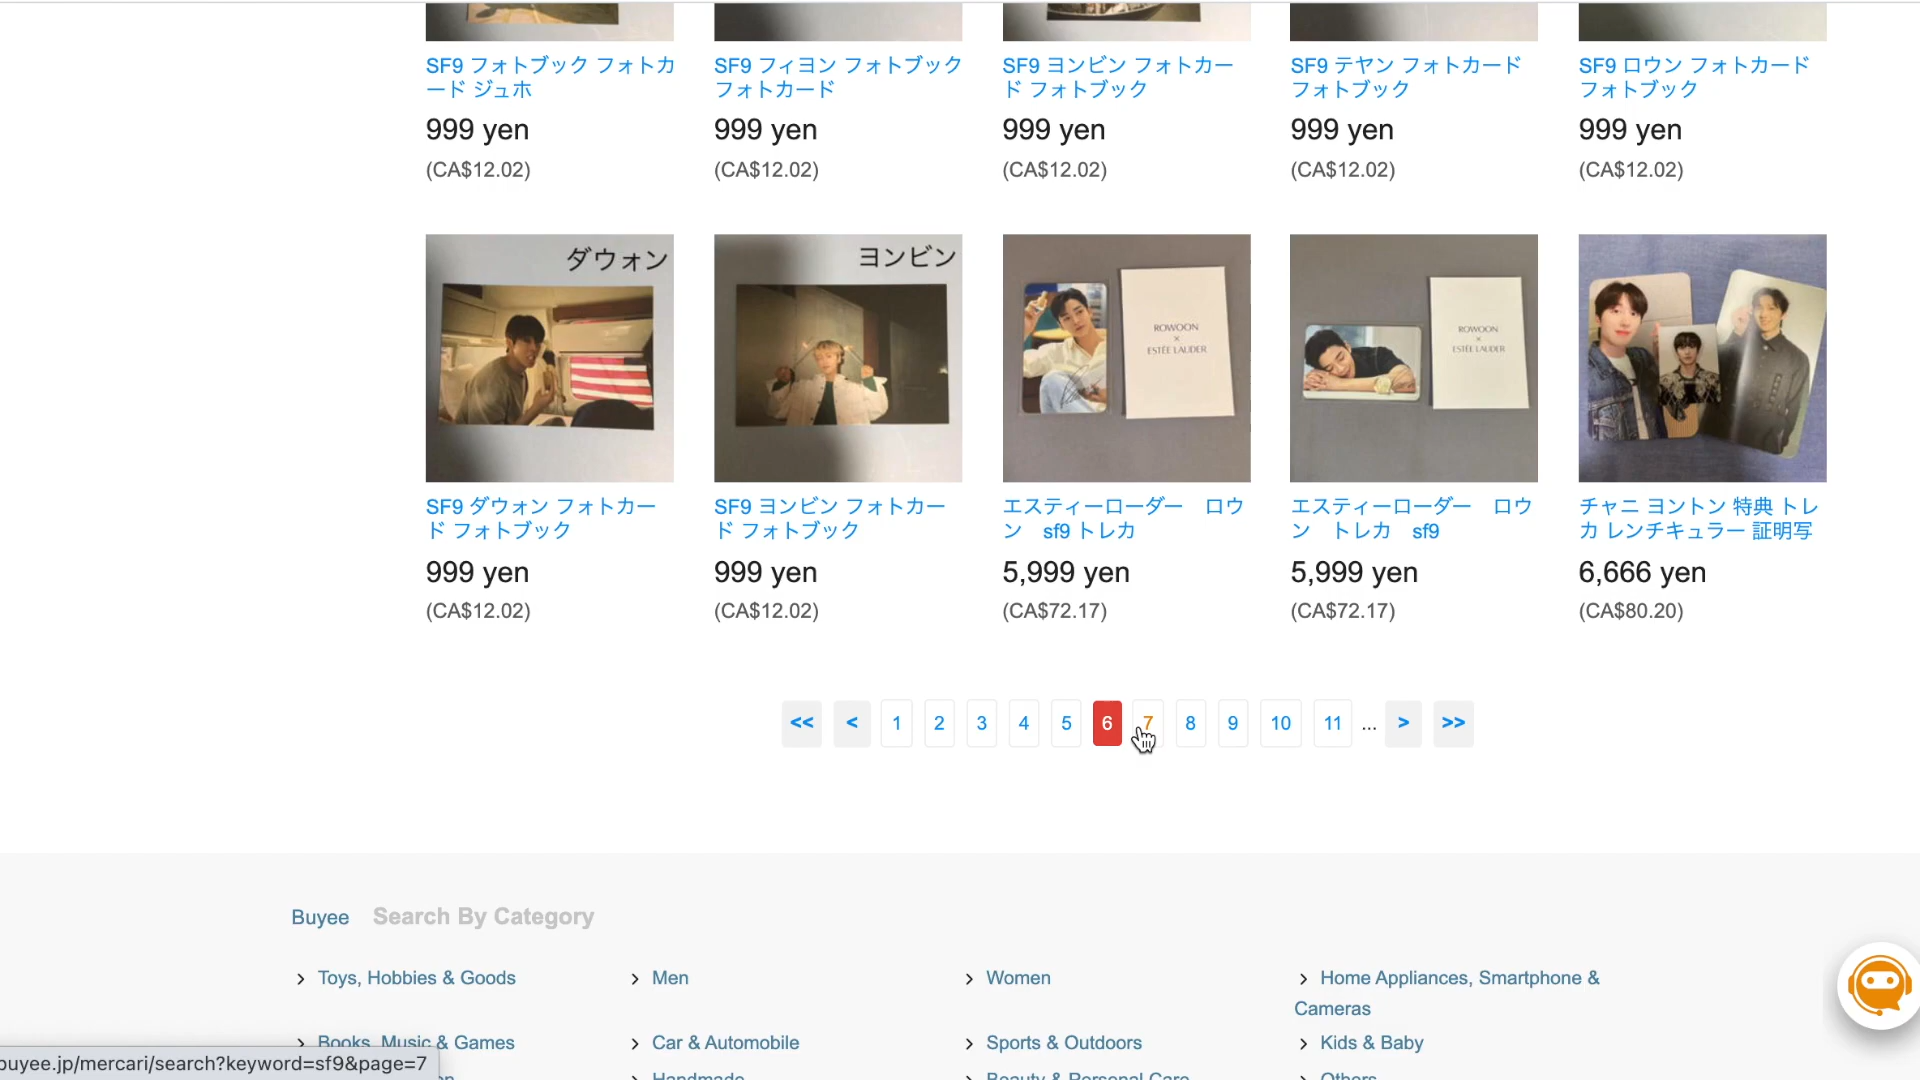 SF9 フォトブック フォトカ
ード ジュホ
999 yen
(CA$12.02)
SF9 フィヨン フォトブック
フォトカード
999 yen
(CA$12.02)
SF9 ヨンビン フォトカー
ド フォトブック
999 yen
(CA$12.02)
SF9 テヤン フォトカード
フォトブック
999 yen
(CA$12.02)
SF9 ロウン フォトカード
フォトブック
999 yen
(CA$12.02)
ダウォン
SF9 ダウォン フォトカー
ド フォトブック
999 yen
(CA$12.02)
ヨンビン
SF9 ヨンビン フォトカー
ド フォトブック
999 yen
(CA$12.02)
ROWOON
×
ESTĒE LAUDER
エスティーローダー　ロウ
ン　sf9 トレカ
5,999 yen
(CA$72.17)
ROWOON
×
ESTĒE LAUDER
エスティーローダー　ロウ
ン　トレカ　sf9
5,999 yen
(CA$72.17)
チャニ ヨントン 特典 トレ
カ レンチキュラー 証明写
6,666 yen
(CA$80.20)
<< < 1 2 3 4 5 6 7 8 9 10 11 ... > >>
Buyee Search By Category
Toys, Hobbies & Goods
Men
Women
Home Appliances, Smartphone &
Cameras
Books, Music & Games
Car & Automobile
Sports & Outdoors
Kids & Baby
buyee.jp/mercari/search?keyword=sf9&page=7
Handmade
Beauty & Personal Care
Others